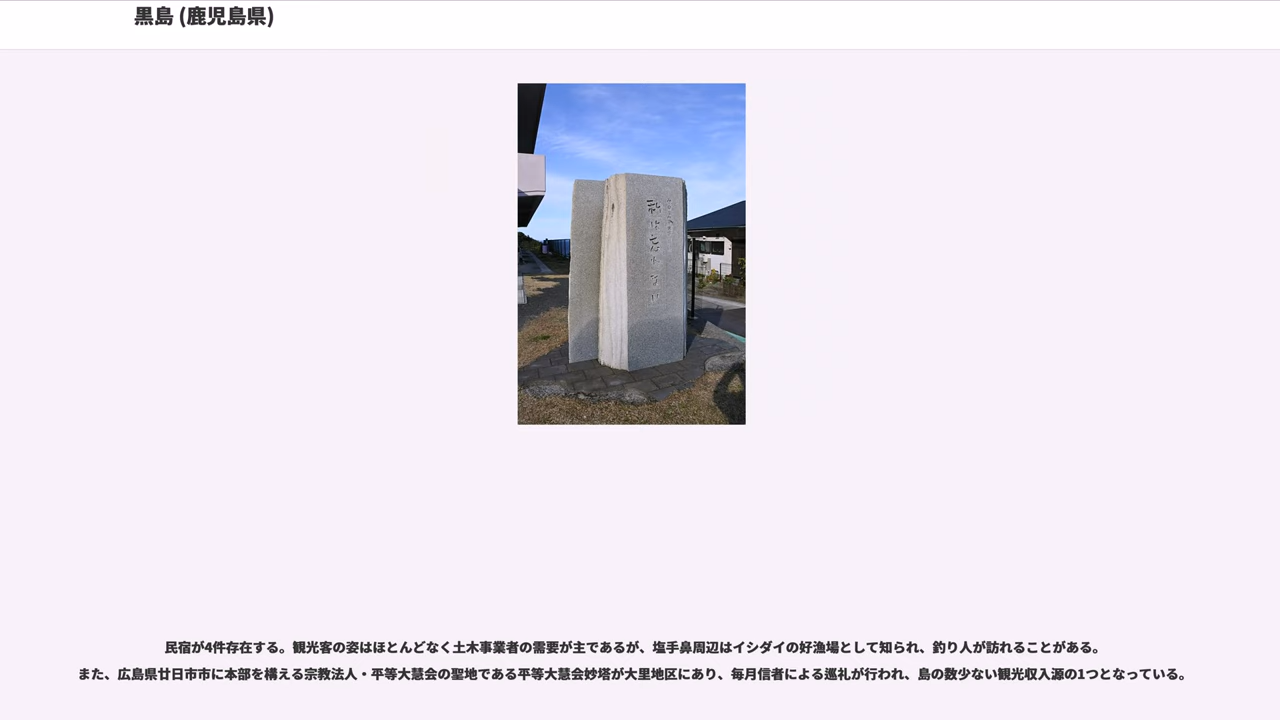 黒島 (鹿児島県)
民宿が4件存在する。観光客の姿はほとんどなく土木事業者の需要が主であるが、塩手鼻周辺はイシダイの好漁場として知られ、釣り人が訪れることがある。
また、広島県廿日市市に本部を構える宗教法人・平等大慧会の聖地である平等大慧会妙塔が大里地区にあり、毎月信者による巡礼が行われ、島の数少ない観光収入源の1つとなっている。